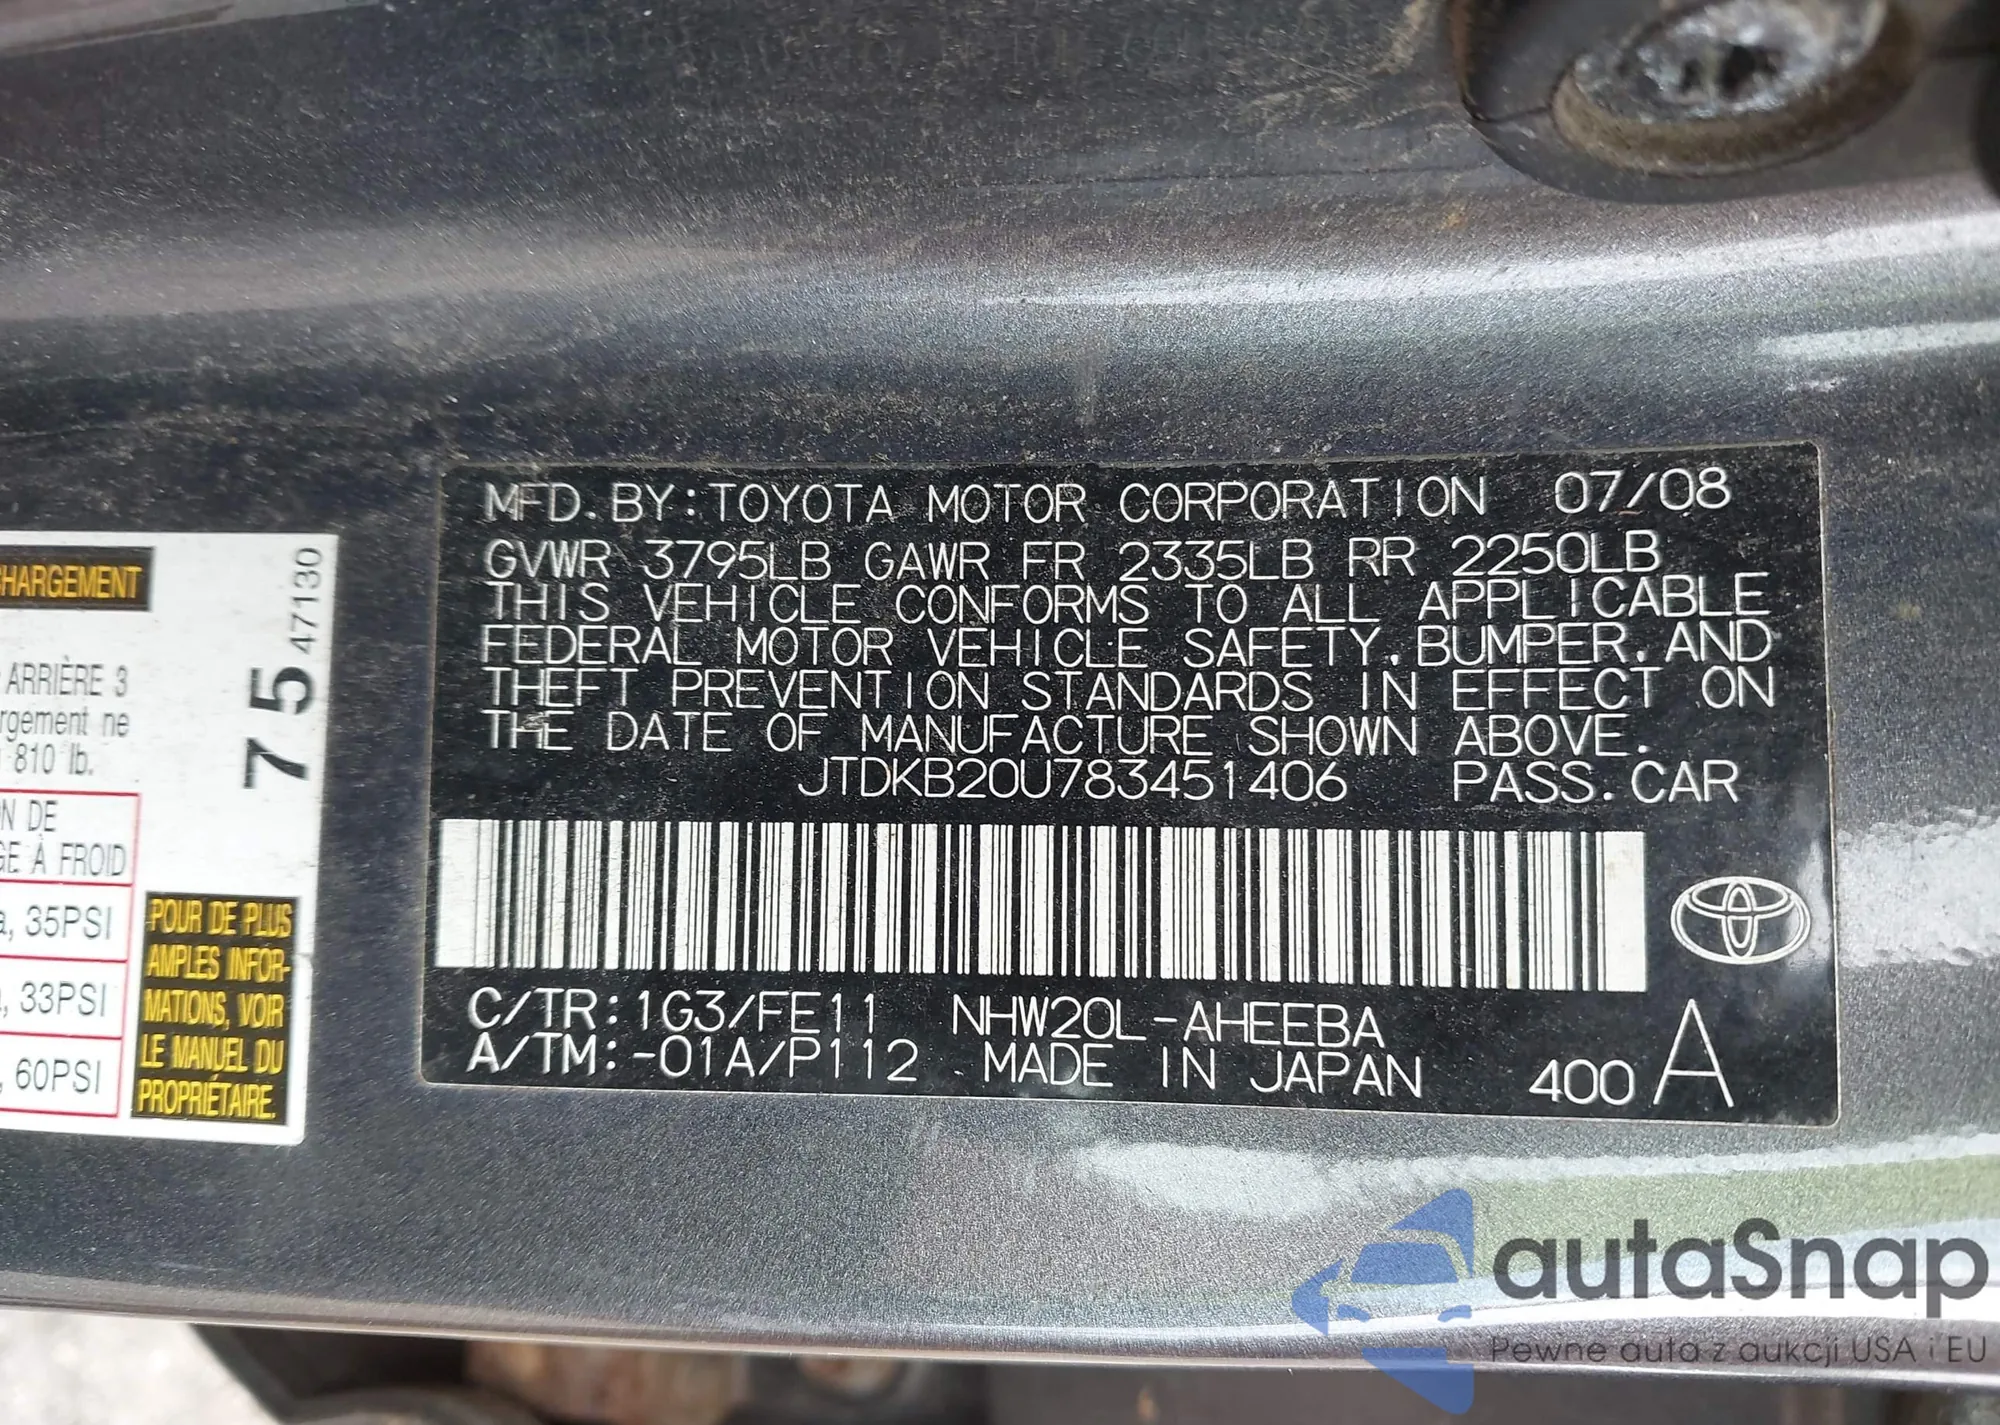 MFD. BY: TOYOTA MOTOR CORPORATION 07/08
GVWR 3795LB GAWR FR 2335LB RR 2250LB
THIS VEHICLE CONFORMS TO ALL APPLICABLE
FEDERAL MOTOR VEHICLE SAFETY, BUMPER, AND
THEFT PREVENTION STANDARDS IN EFFECT ON
THE DATE OF MANUFACTURE SHOWN ABOVE.
JTDKB20U783451406 PASS. CAR
C/TR: 1G3/FE11 NHW20L-AHEEBA
A/TM: -01A/P112 MADE IN JAPAN 400 A
CHARGEMENT
ARRIÈRE 3
rgement ne
810 lb.
N DE
GE À FROID
a, 35PSI
, 33PSI
, 60PSI
75 47130
POUR DE PLUS
AMPLES INFOR-
MATIONS, VOIR
LE MANUEL DU
PROPRIÉTAIRE.
autoSnap
Pewne auta z aukcji USA i EU